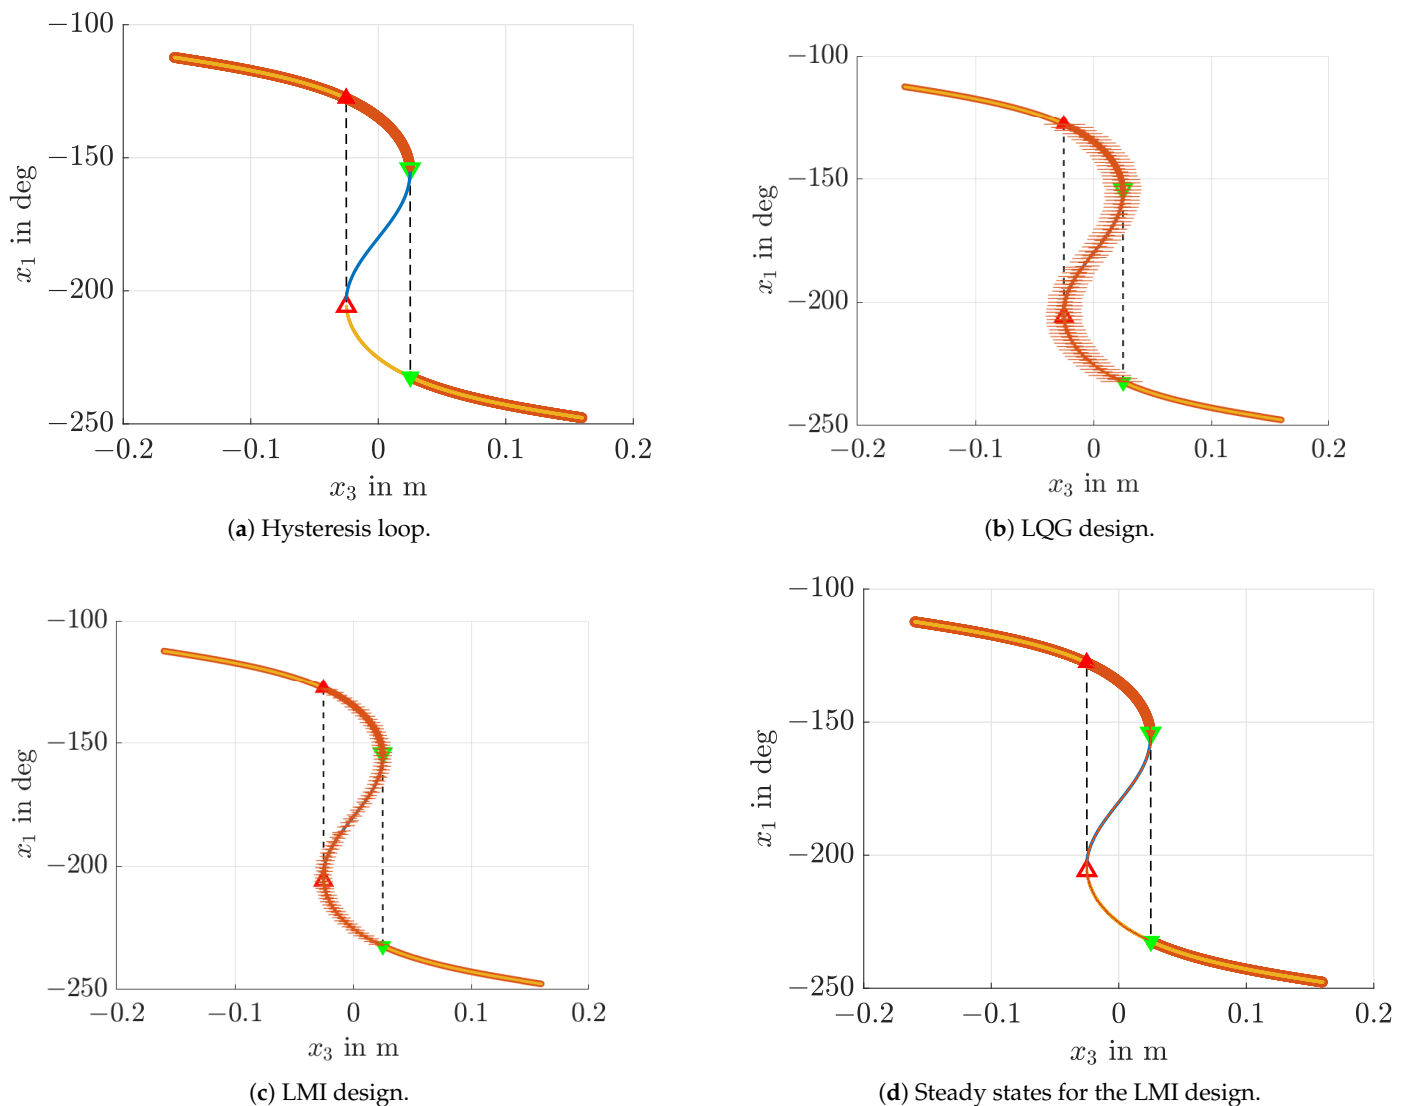 −100
−150
−200
−250
x₁ in deg
−0.2 −0.1 0 0.1 0.2
x₃ in m
(a) Hysteresis loop.
−100
−150
−200
−250
x₁ in deg
−0.2 −0.1 0 0.1 0.2
x₃ in m
(b) LQG design.
−100
−150
−200
−250
x₁ in deg
−0.2 −0.1 0 0.1 0.2
x₃ in m
(c) LMI design.
−100
−150
−200
−250
x₁ in deg
−0.2 −0.1 0 0.1 0.2
x₃ in m
(d) Steady states for the LMI design.